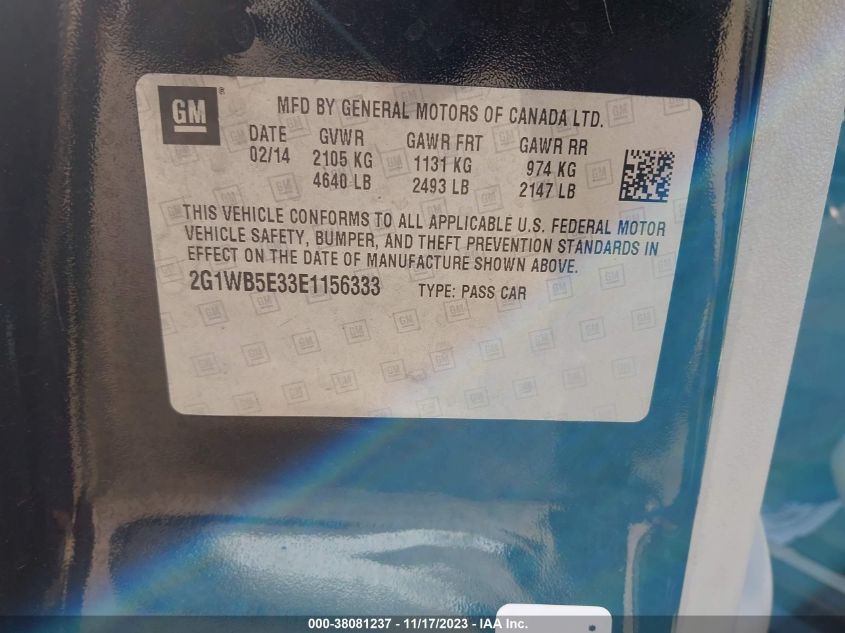 GM ®
MFD BY GENERAL MOTORS OF CANADA LTD.
DATE GVWR GAWR FRT GAWR RR
02/14 2105 KG 1131 KG 974 KG
4640 LB 2493 LB 2147 LB
THIS VEHICLE CONFORMS TO ALL APPLICABLE U.S. FEDERAL MOTOR
VEHICLE SAFETY, BUMPER, AND THEFT PREVENTION STANDARDS IN
EFFECT ON THE DATE OF MANUFACTURE SHOWN ABOVE.
2G1WB5E33E1156333 TYPE: PASS CAR
000-38081237 - 11/17/2023 - IAA Inc.